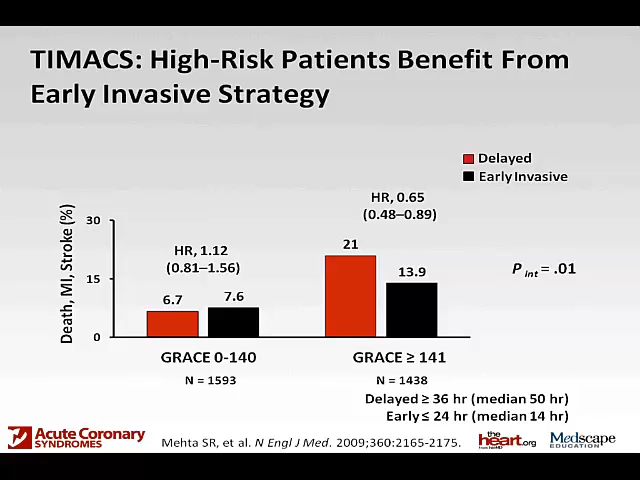 TIMACS: High-Risk Patients Benefit From
Early Invasive Strategy
Delayed
Early Invasive
HR, 0.65
(0.48–0.89)
HR, 1.12
(0.81–1.56)
Death, MI, Stroke (%)
30
15
0
6.7
7.6
21
13.9
P int = .01
GRACE 0-140
GRACE ≥ 141
N = 1593
N = 1438
Delayed ≥ 36 hr (median 50 hr)
Early ≤ 24 hr (median 14 hr)
Acute Coronary
SYNDROMES
Mehta SR, et al. N Engl J Med. 2009;360:2165-2175.
the
heart.org
Medscape
EDUCATION